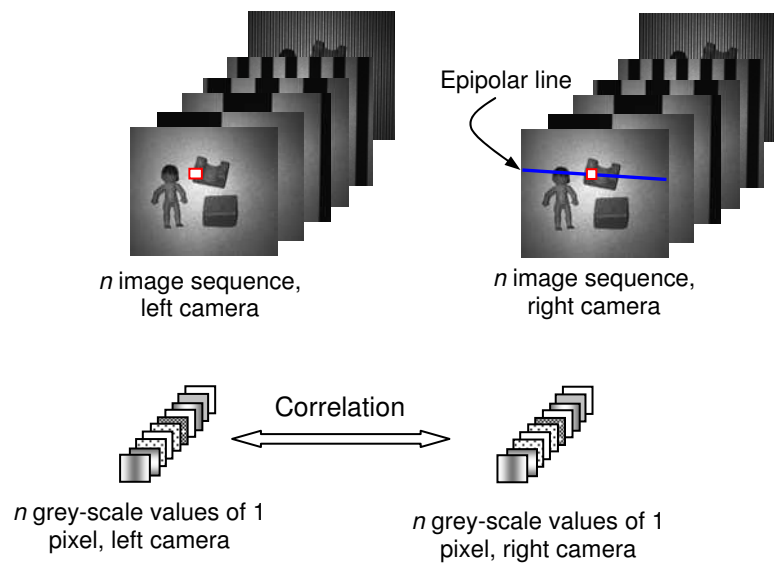 Epipolar line
n image sequence,
left camera
n image sequence,
right camera
Correlation
n grey-scale values of 1
pixel, left camera
n grey-scale values of 1
pixel, right camera